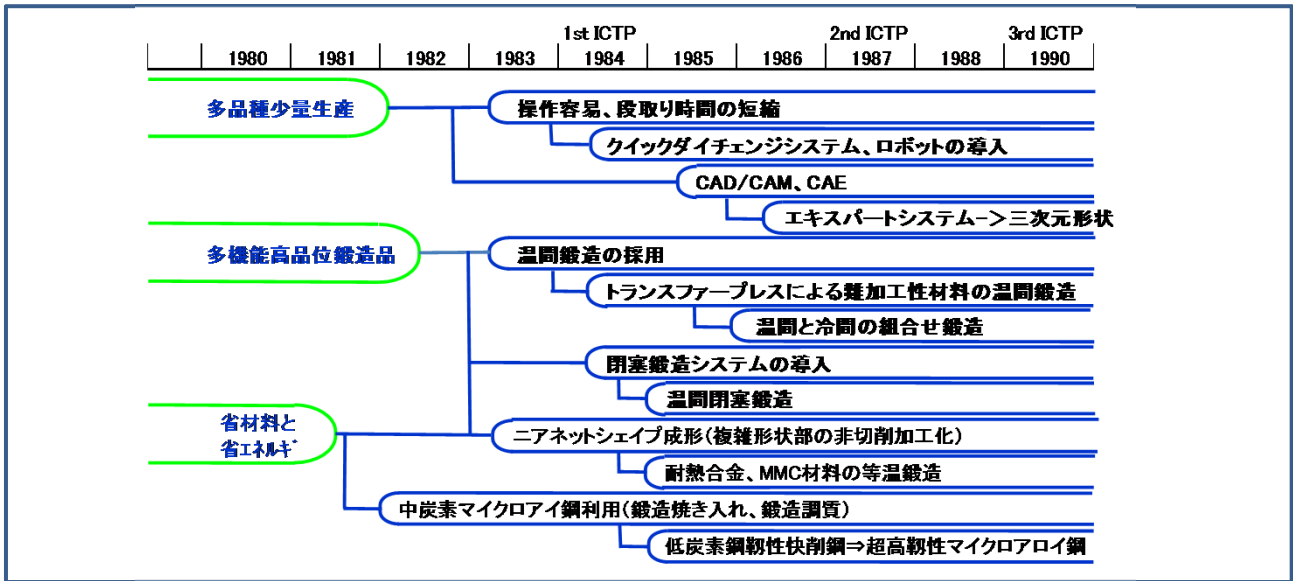 1st ICTP 2nd ICTP 3rd ICTP
1980 1981 1982 1983 1984 1985 1986 1987 1988 1990
多品種少量生産
操作容易、段取り時間の短縮
クイックダイチェンジシステム、ロボットの導入
CAD/CAM、CAE
エキスパートシステム->三次元形状
多機能高品位鍛造品
温間鍛造の採用
トランスファープレスによる難加工性材料の温間鍛造
温間と冷間の組合せ鍛造
閉塞鍛造システムの導入
温間閉塞鍛造
省材料と
省エネルギ
ニアネットシェイプ成形(複雑形状部の非切削加工化)
耐熱合金、MMC材料の等温鍛造
中炭素マイクロアイ鋼利用(鍛造焼き入れ、鍛造調質)
低炭素鋼靭性快削鋼⇒超高靭性マイクロアロイ鋼